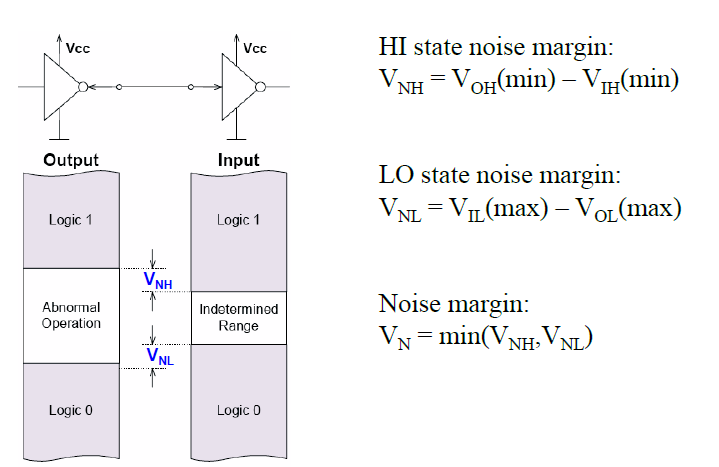 Vcc
Vcc
Output
Input
Logic 1
Logic 1
VNH
Abnormal
Operation
Indetermined
Range
VNL
Logic 0
Logic 0
HI state noise margin:
VNH = VOH(min) – VIH(min)
LO state noise margin:
VNL = VIL(max) – VOL(max)
Noise margin:
VN = min(VNH,VNL)